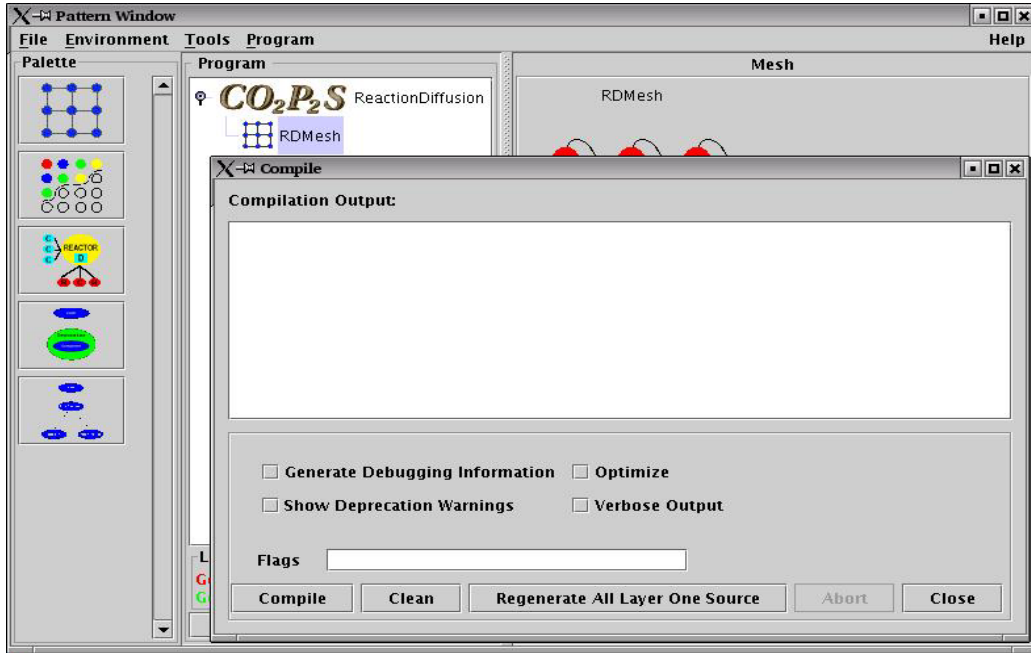 Pattern Window
File Environment Tools Program Help
Palette
Program
Mesh
CO₂P₂S ReactionDiffusion
RDMesh
RDMesh
REACTOR
Compile
Compilation Output:
Generate Debugging Information
Optimize
Show Deprecation Warnings
Verbose Output
Flags
Compile
Clean
Regenerate All Layer One Source
Abort
Close